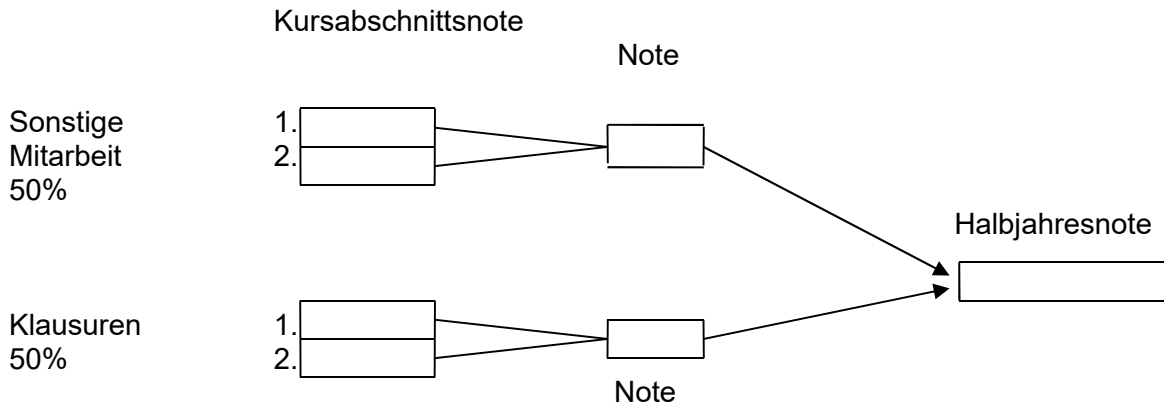 Kursabschnittsnote
Note
Sonstige
Mitarbeit
50%
1.
2.
Halbjahresnote
Klausuren
50%
1.
2.
Note